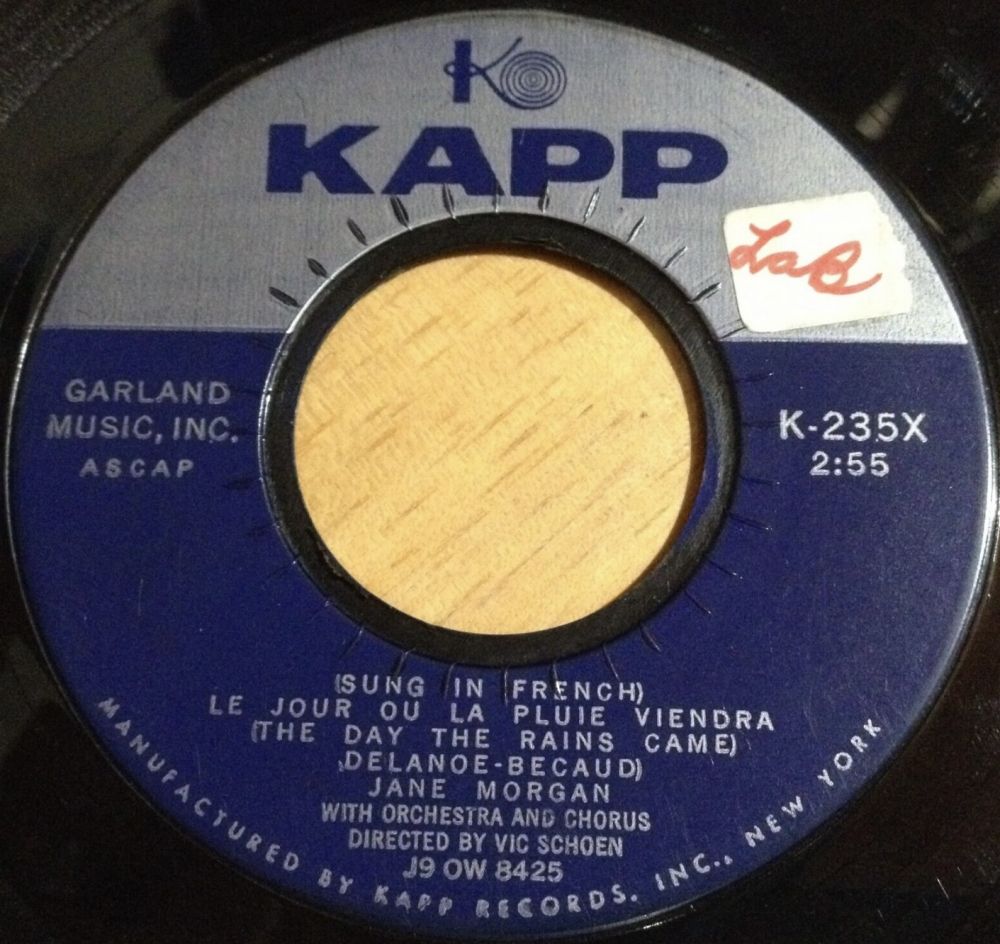 KAPP
LaB
GARLAND
MUSIC, INC.
ASCAP
K-235X
2:55
(SUNG IN FRENCH)
LE JOUR OU LA PLUIE VIENDRA
(THE DAY THE RAINS CAME)
DELANOE-BECAUD)
JANE MORGAN
WITH ORCHESTRA AND CHORUS
DIRECTED BY VIC SCHOEN
J9 OW 8425
MANUFACTURED BY KAPP RECORDS, INC., NEW YORK